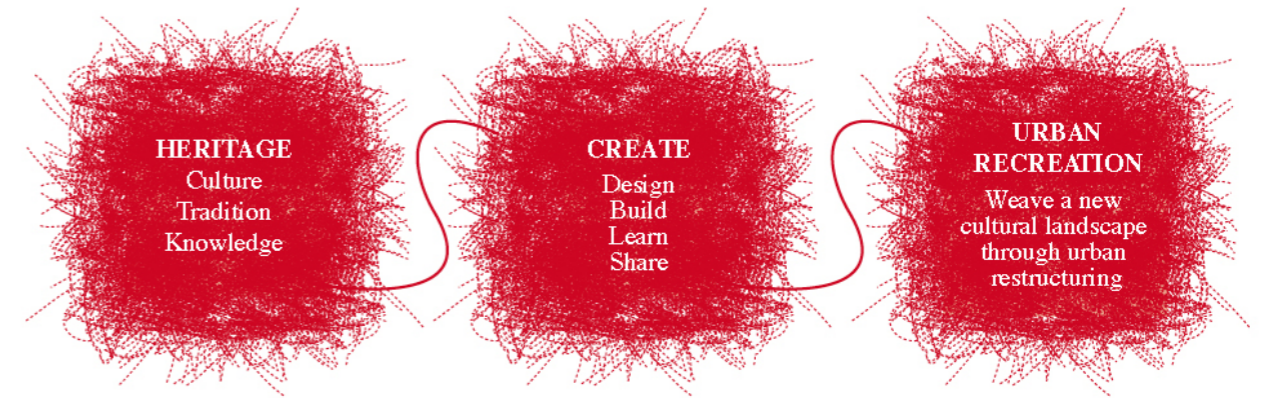 HERITAGE
Culture
Tradition
Knowledge
CREATE
Design
Build
Learn
Share
URBAN
RECREATION
Weave a new
cultural landscape
through urban
restructuring